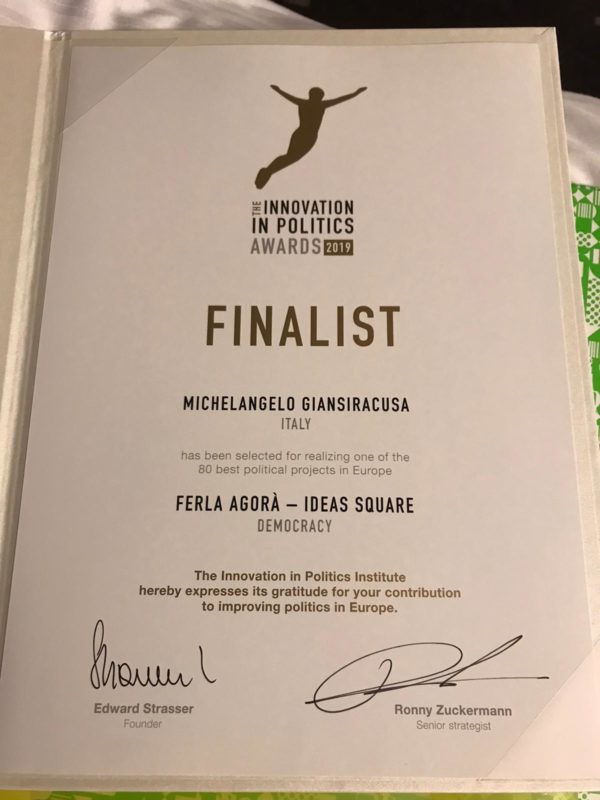 THE INNOVATION
IN POLITICS
AWARDS 2019
FINALIST
MICHELANGELO GIANSIRACUSA
ITALY
has been selected for realizing one of the
80 best political projects in Europe
FERLA AGORÀ – IDEAS SQUARE
DEMOCRACY
The Innovation in Politics Institute
hereby expresses its gratitude for your contribution
to improving politics in Europe.
Edward Strasser
Founder
Ronny Zuckermann
Senior strategist